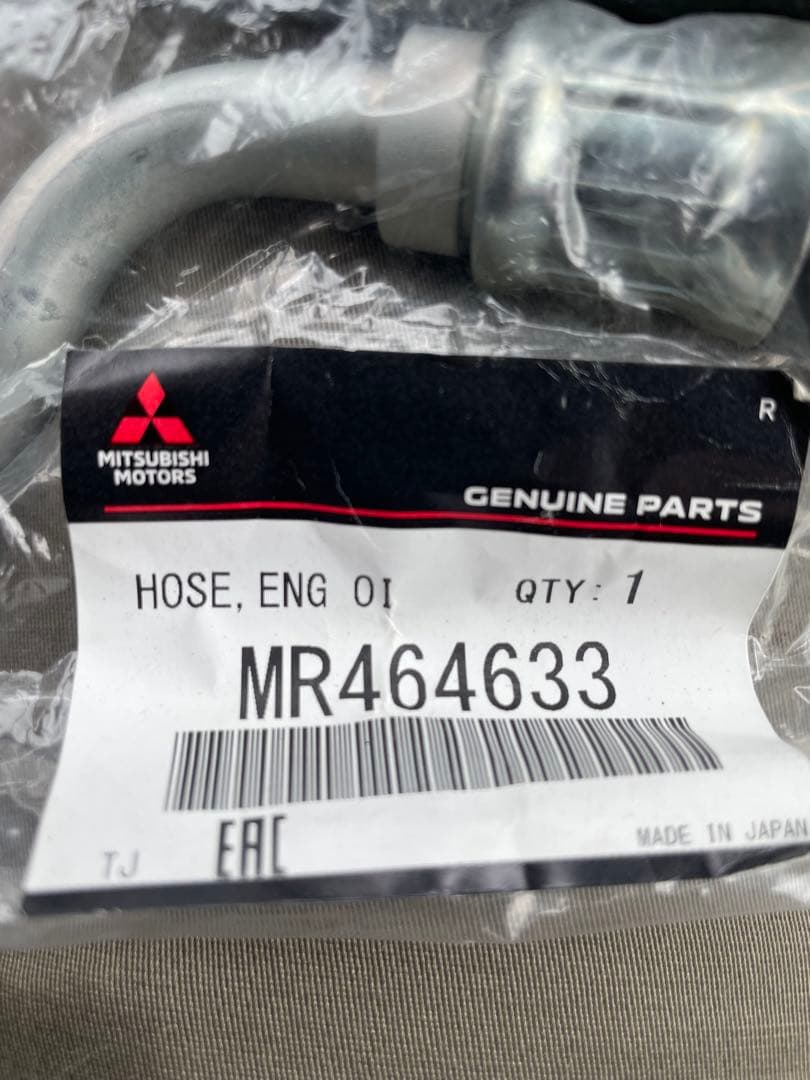 R
MITSUBISHI
MOTORS
GENUINE PARTS
HOSE, ENG OI QTY: 1
MR464633
TJ EAC MADE IN JAPAN